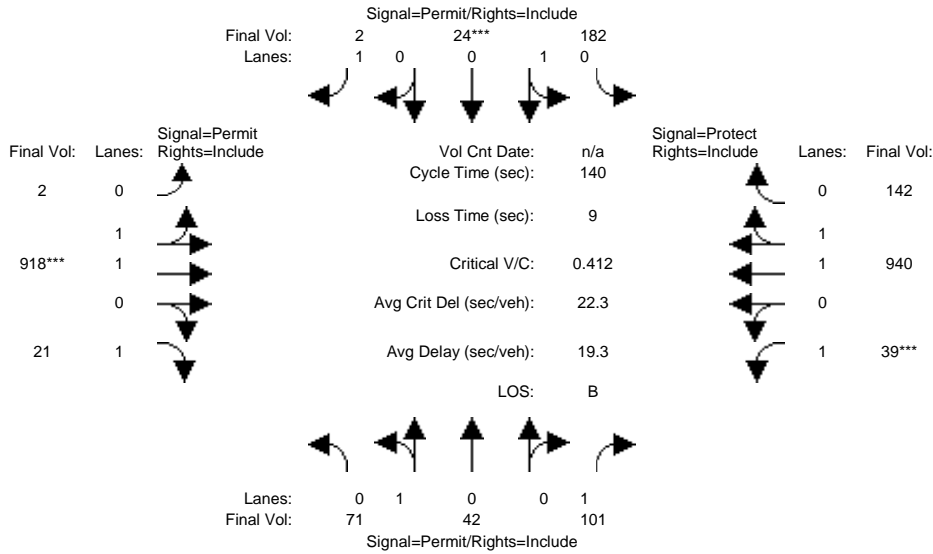 Signal=Permit/Rights=Include
Final Vol: 2 24*** 182
Lanes: 1 0 0 1 0
Signal=Permit Signal=Protect
Final Vol: Lanes: Rights=Include Vol Cnt Date: n/a Rights=Include Lanes: Final Vol:
Cycle Time (sec): 140
2 0 0 142
Loss Time (sec): 9
1 1
918*** 1 Critical V/C: 0.412 1 940
0 Avg Crit Del (sec/veh): 22.3 0
21 1 Avg Delay (sec/veh): 19.3 1 39***
LOS: B
Lanes: 0 1 0 0 1
Final Vol: 71 42 101
Signal=Permit/Rights=Include